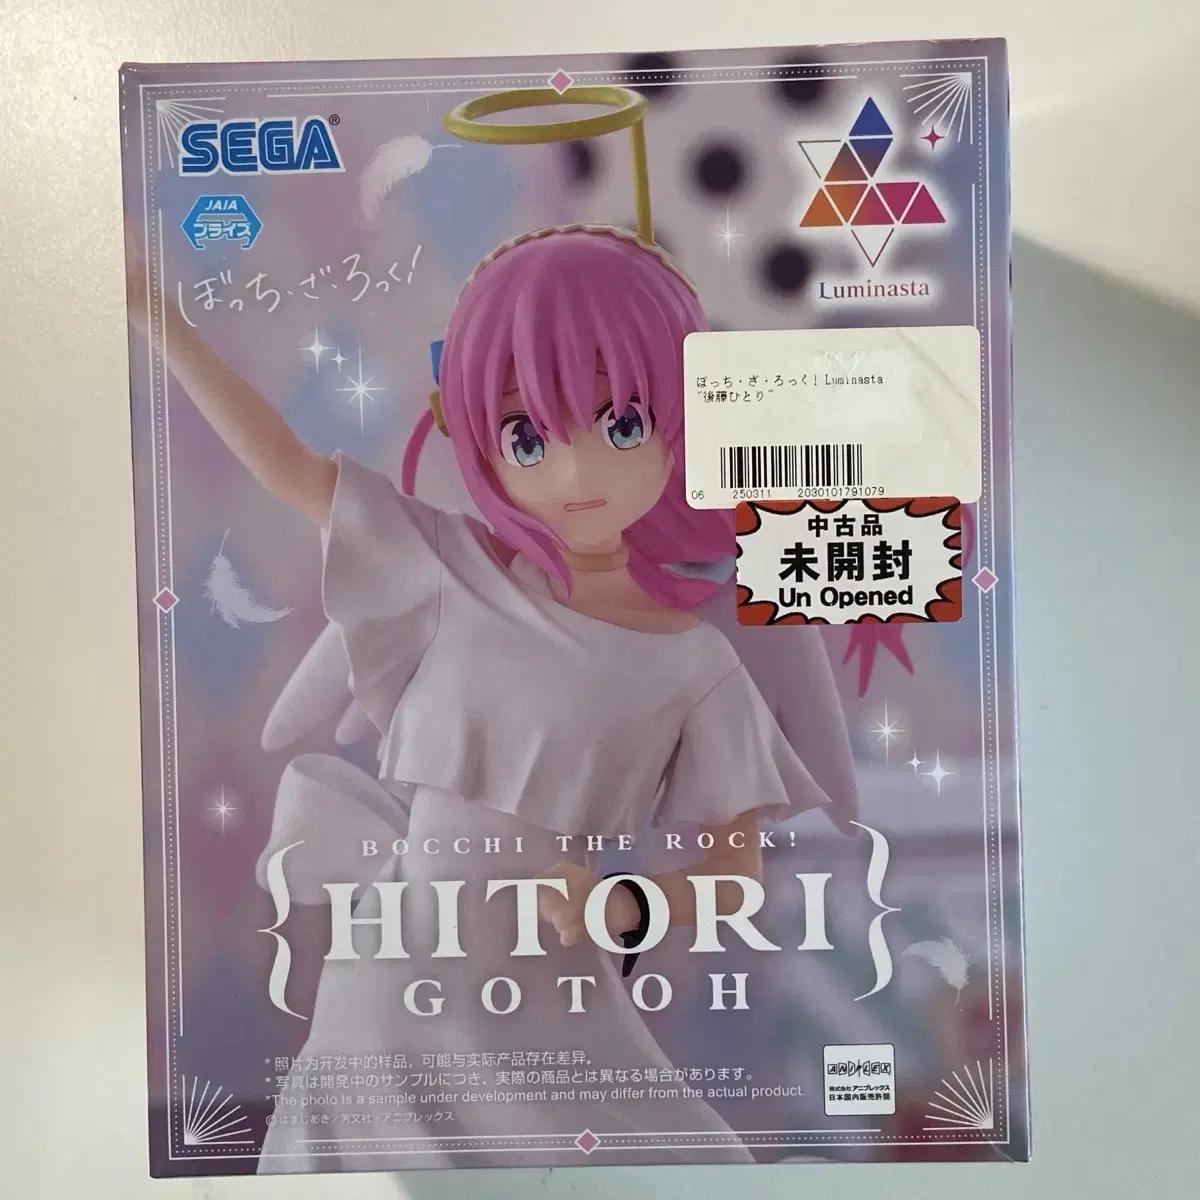 SEGA®
JAIA
プライズ
ぼっち・ざ・ろっく!
Luminasta
ぼっち・ざ・ろっく! Luminasta
"後藤ひとり"
06 250311 2030101791079
中古品
未開封
Un Opened
BOCCHI THE ROCK!
HITORI
GOTOH
*照片为开发中的样品，可能与实际产品存在差异。
*写真は開発中のサンプルにつき、実際の商品とは異なる場合があります。
*The photo is a sample under development and may differ from the actual product.
©はまじあき/芳文社・アニプレックス
ANIPLEX
株式会社アニプレックス
日本国内販売許諾